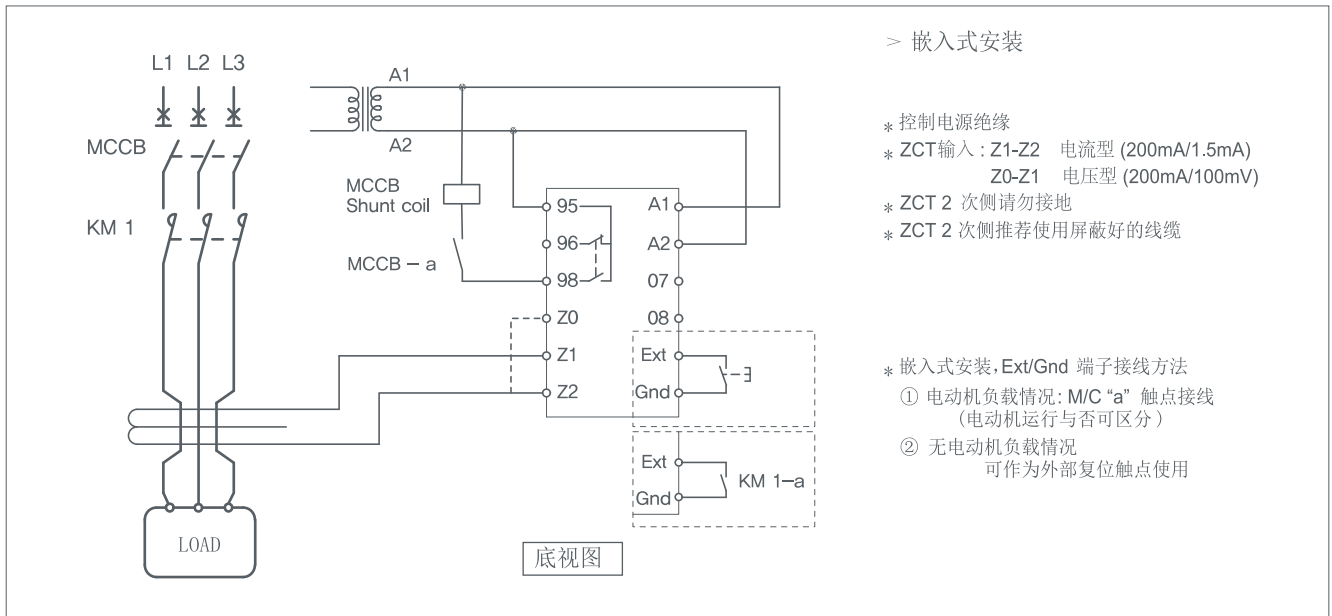 > 嵌入式安装
L1 L2 L3
A1
A2
MCCB
MCCB
Shunt coil
KM 1
MCCB - a
95
96
98
Z0
Z1
Z2
A1
A2
07
08
Ext
Gnd
Ext
Gnd
KM 1-a
LOAD
底视图
* 控制电源绝缘
* ZCT输入 : Z1-Z2 电流型 (200mA/1.5mA)
Z0-Z1 电压型 (200mA/100mV)
* ZCT 2 次侧请勿接地
* ZCT 2 次侧推荐使用屏蔽好的线缆
* 嵌入式安装, Ext/Gnd 端子接线方法
① 电动机负载情况: M/C “a” 触点接线
(电动机运行与否可区分)
② 无电动机负载情况
可作为外部复位触点使用